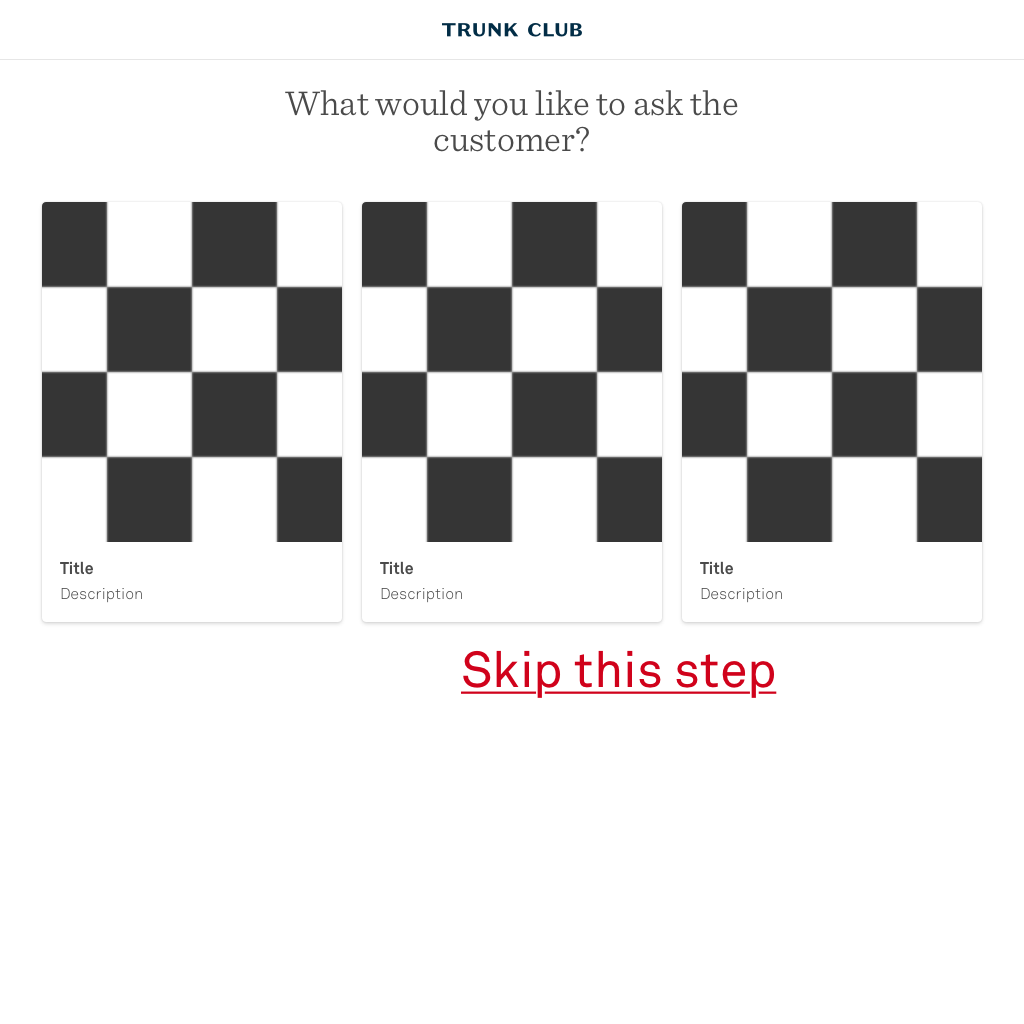 TRUNK CLUB
What would you like to ask the
customer?
Title
Description
Title
Description
Title
Description
Skip this step